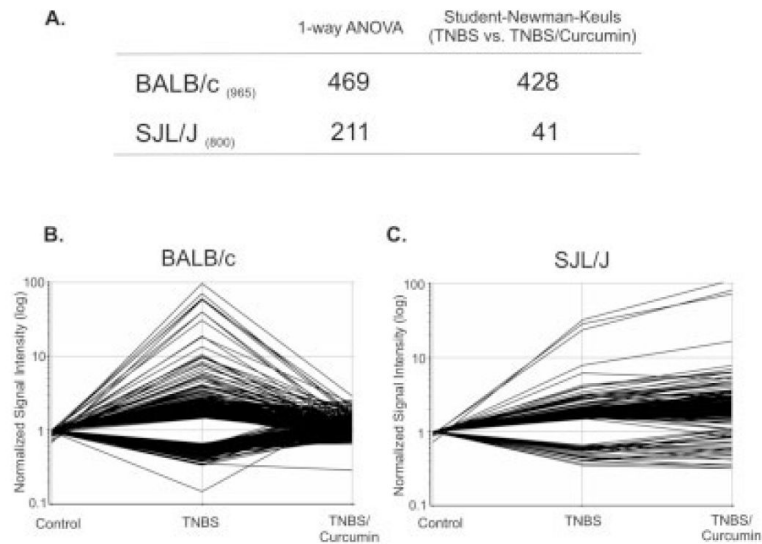 A.
1-way ANOVA
Student-Newman-Keuls
(TNBS vs. TNBS/Curcumin)
BALB/c (965) 469 428
SJL/J (800) 211 41
B.
BALB/c
Normalized Signal Intensity (log)
100
10
1
0.1
Control
TNBS
TNBS/
Curcumin
C.
SJL/J
Normalized Signal Intensity (log)
100
10
1
0.1
Control
TNBS
TNBS/
Curcumin